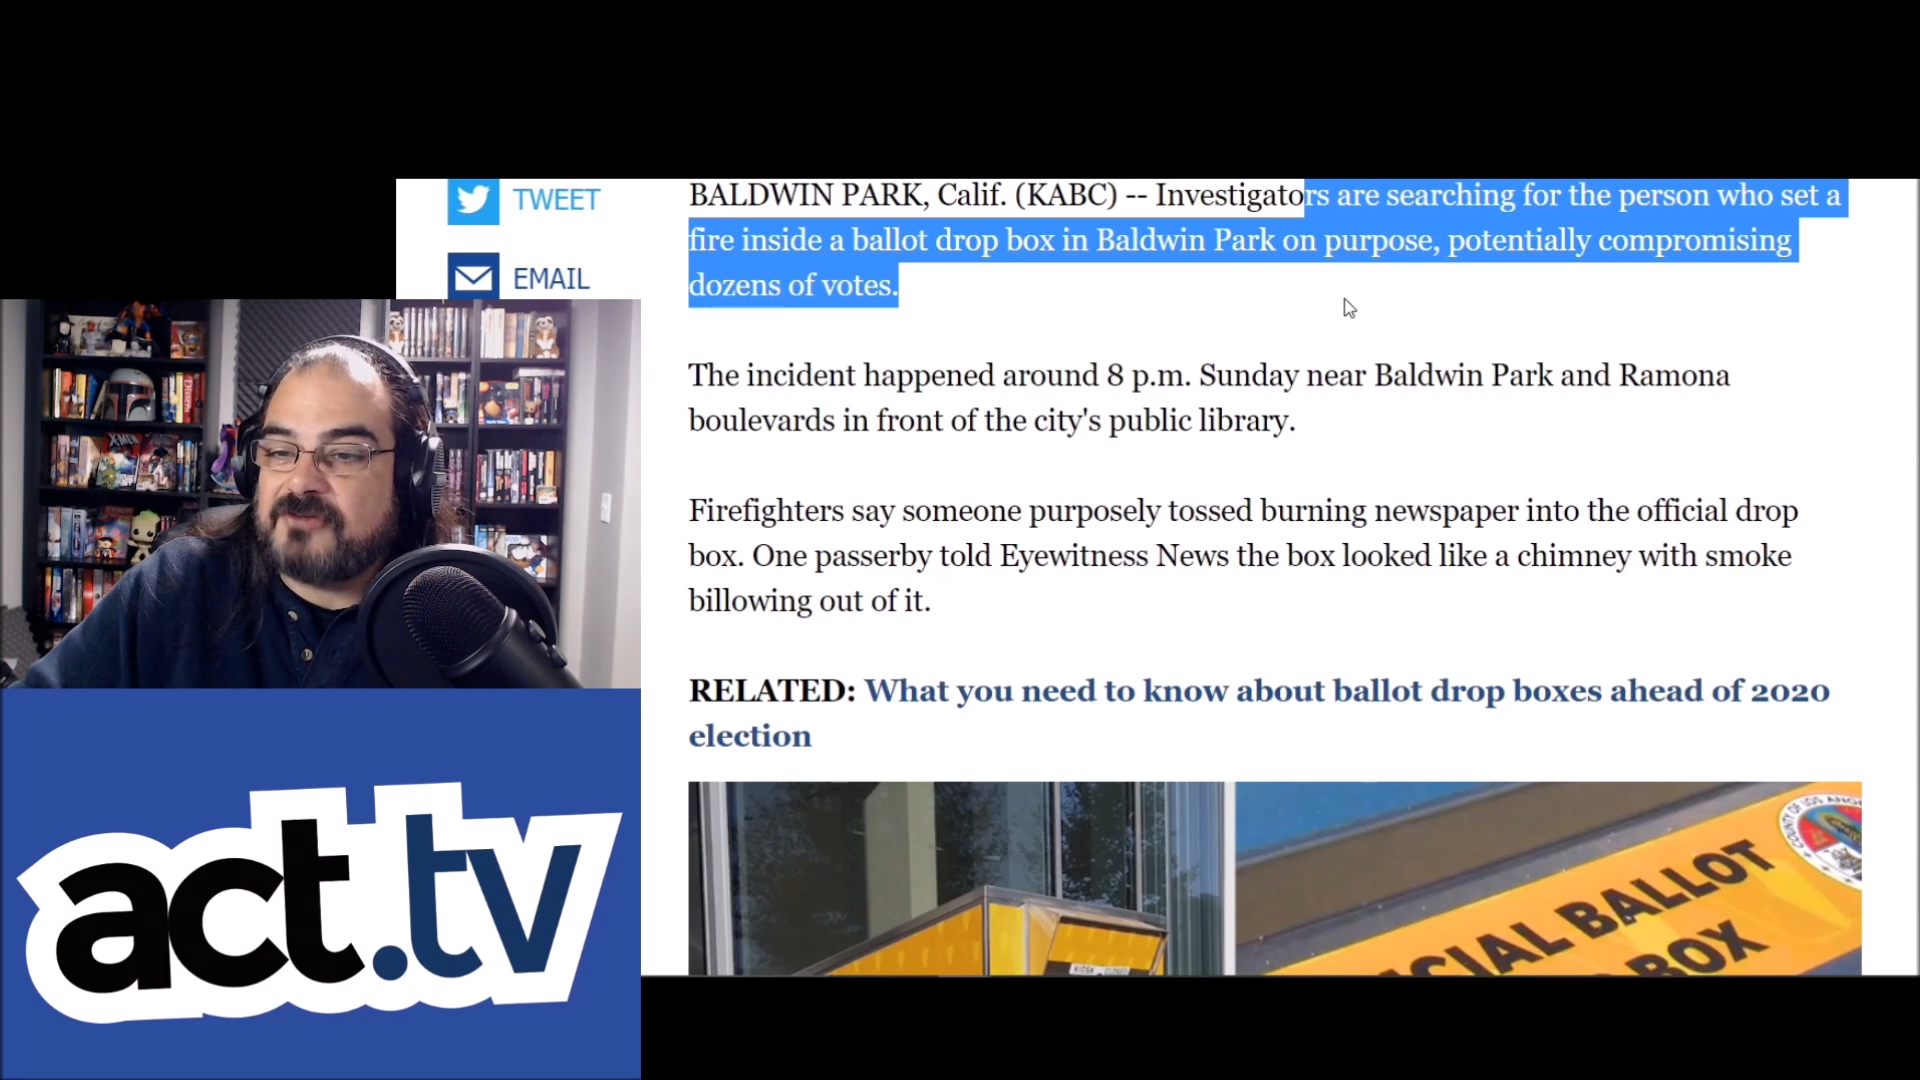 TWEET
EMAIL
BALDWIN PARK, Calif. (KABC) -- Investigators are searching for the person who set a
fire inside a ballot drop box in Baldwin Park on purpose, potentially compromising
dozens of votes.
The incident happened around 8 p.m. Sunday near Baldwin Park and Ramona
boulevards in front of the city's public library.
Firefighters say someone purposely tossed burning newspaper into the official drop
box. One passerby told Eyewitness News the box looked like a chimney with smoke
billowing out of it.
RELATED: What you need to know about ballot drop boxes ahead of 2020
election
CIAL BALLOT
BOX
X-MEN
act.tv